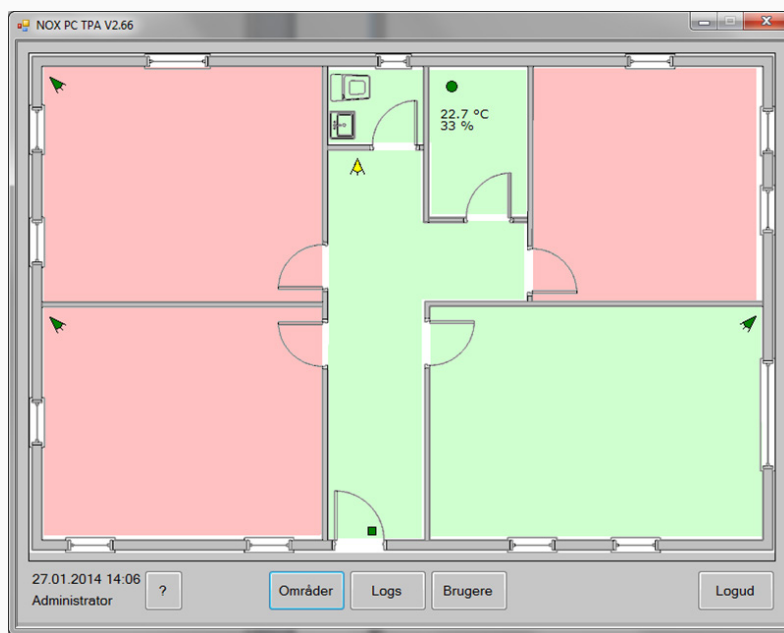 NOX PC TPA V2.66
22.7 °C
33 %
27.01.2014 14:06
Administrator
?
Områder
Logs
Brugere
Logud